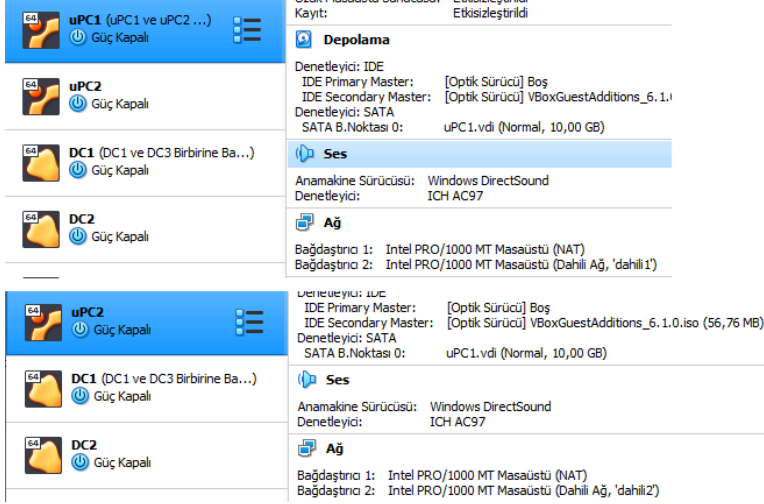 uPC1 (uPC1 ve uPC2 ...)
Güç Kapalı
64
uPC2
Güç Kapalı
64
DC1 (DC1 ve DC3 Birbirine Ba...)
Güç Kapalı
64
DC2
Güç Kapalı
Kayıt: Etkisizleştirildi
Depolama
Denetleyici: IDE
IDE Primary Master: [Optik Sürücü] Boş
IDE Secondary Master: [Optik Sürücü] VBoxGuestAdditions_6.1.
Denetleyici: SATA
SATA B.Noktası 0: uPC1.vdi (Normal, 10,00 GB)
Ses
Anamakine Sürücüsü: Windows DirectSound
Denetleyici: ICH AC97
Ağ
Bağdaştırıcı 1: Intel PRO/1000 MT Masaüstü (NAT)
Bağdaştırıcı 2: Intel PRO/1000 MT Masaüstü (Dahili Ağ, 'dahili1')
64
uPC2
Güç Kapalı
64
DC1 (DC1 ve DC3 Birbirine Ba...)
Güç Kapalı
64
DC2
Güç Kapalı
Denetleyici: IDE
IDE Primary Master: [Optik Sürücü] Boş
IDE Secondary Master: [Optik Sürücü] VBoxGuestAdditions_6.1.0.iso (56,76 MB)
Denetleyici: SATA
SATA B.Noktası 0: uPC1.vdi (Normal, 10,00 GB)
Ses
Anamakine Sürücüsü: Windows DirectSound
Denetleyici: ICH AC97
Ağ
Bağdaştırıcı 1: Intel PRO/1000 MT Masaüstü (NAT)
Bağdaştırıcı 2: Intel PRO/1000 MT Masaüstü (Dahili Ağ, 'dahili2')